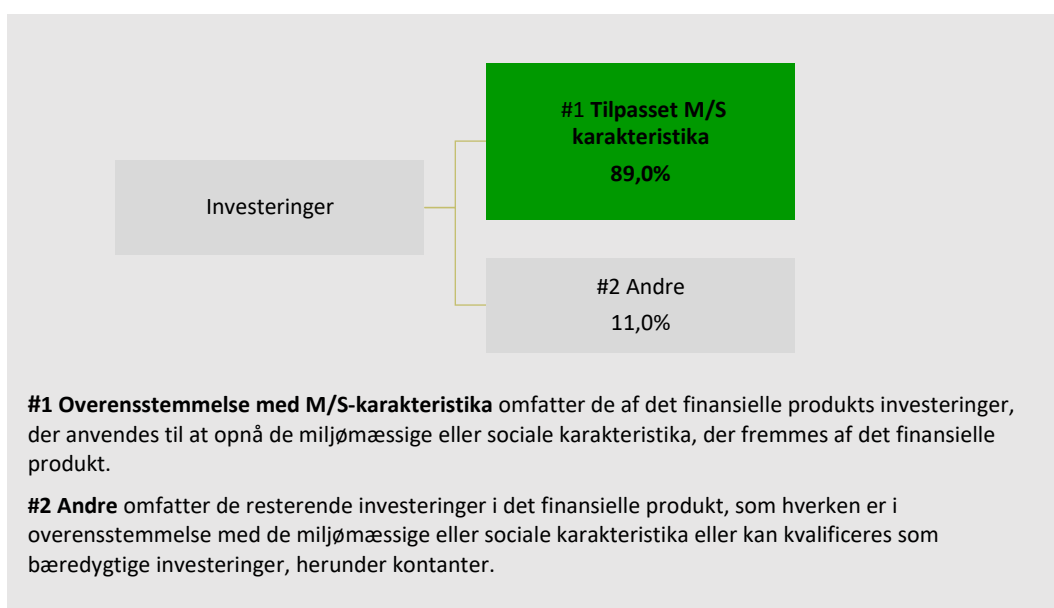 #1 Tilpasset M/S
karakteristika
89,0%
Investeringer
#2 Andre
11,0%
#1 Overensstemmelse med M/S-karakteristika omfatter de af det finansielle produkts investeringer,
der anvendes til at opnå de miljømæssige eller sociale karakteristika, der fremmes af det finansielle
produkt.
#2 Andre omfatter de resterende investeringer i det finansielle produkt, som hverken er i
overensstemmelse med de miljømæssige eller sociale karakteristika eller kan kvalificeres som
bæredygtige investeringer, herunder kontanter.